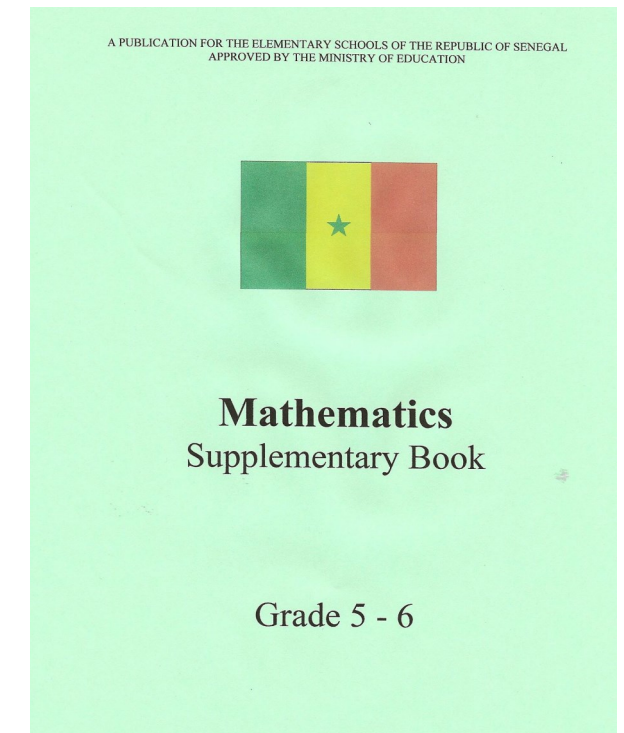 A PUBLICATION FOR THE ELEMENTARY SCHOOLS OF THE REPUBLIC OF SENEGAL
APPROVED BY THE MINISTRY OF EDUCATION
Mathematics
Supplementary Book
Grade 5 - 6